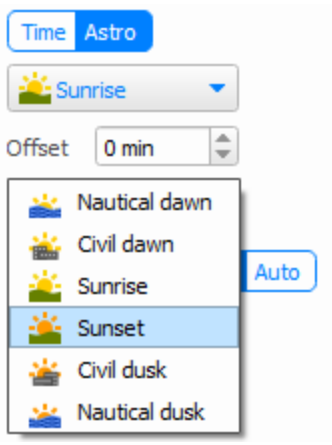 Time Astro
Sunrise
Offset 0 min
Nautical dawn
Civil dawn
Auto
Sunrise
Sunset
Civil dusk
Nautical dusk